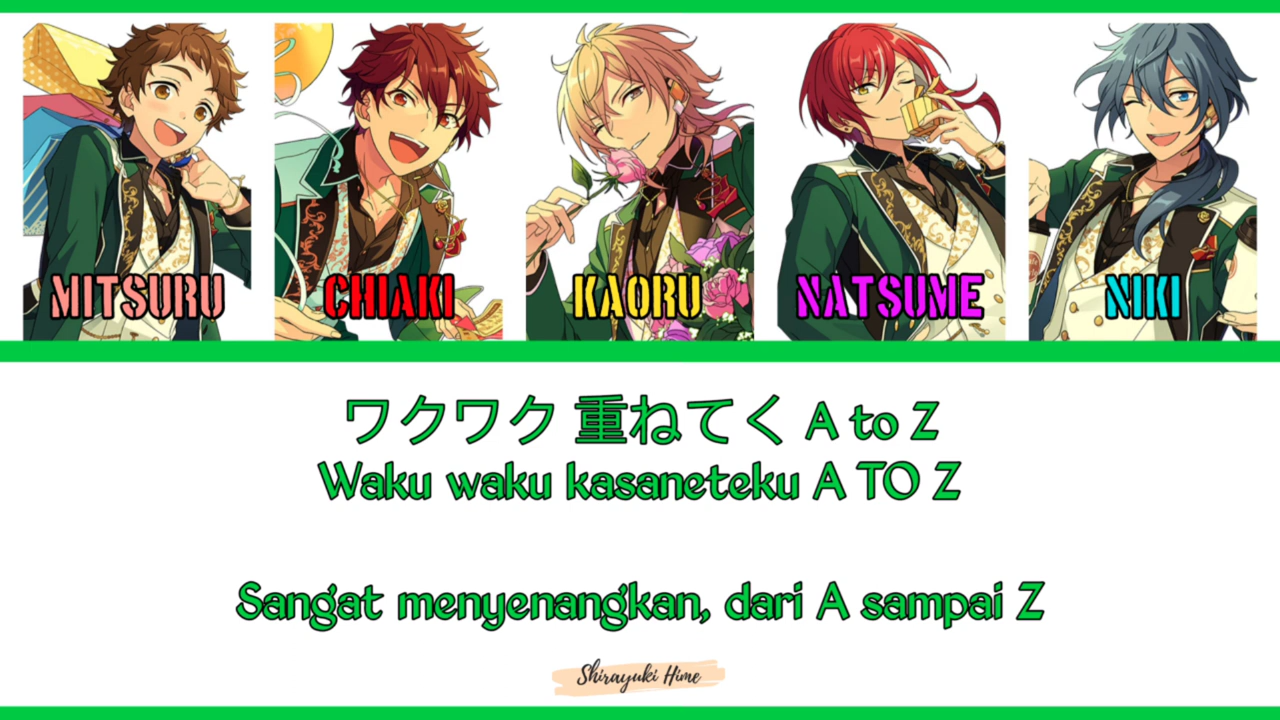 MITSURU
CHIAKI
KAORU
NATSUME
NIKI
ワクワク 重ねてく A to Z
Waku waku kasaneteku A TO Z
Sangat menyenangkan, dari A sampai Z
Shirayuki Hime